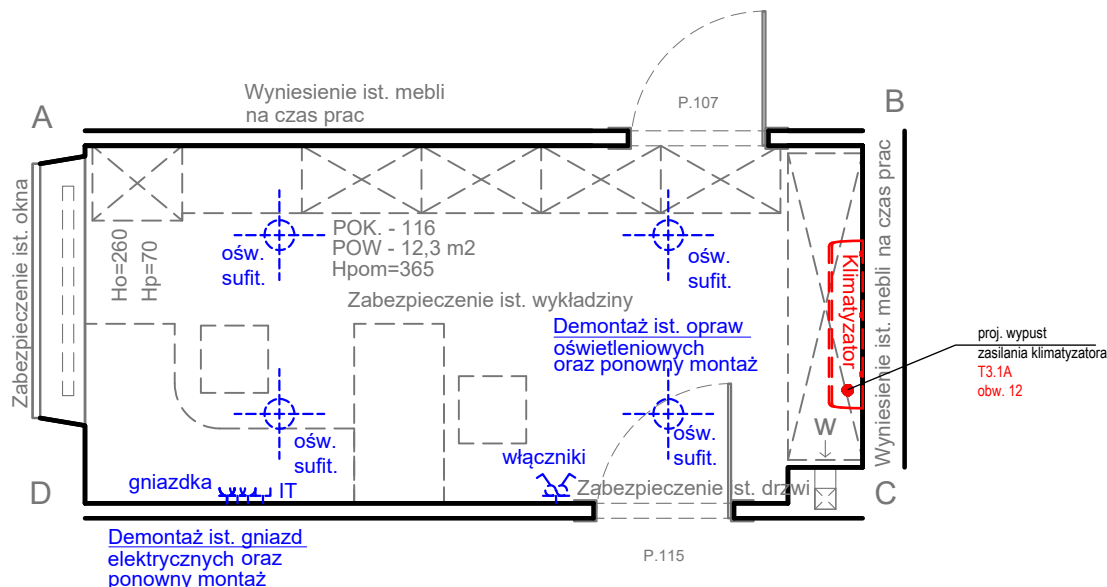 Wyniesienie ist. mebli
na czas prac
P.107
A
B
Zabezpieczenie ist. okna
Ho=260
Hp=70
ośw.
sufit.
POK. - 116
POW - 12,3 m2
Hpom=365
ośw.
sufit.
Zabezpieczenie ist. wykładziny
Demontaż ist. opraw
oświetleniowych
oraz ponowny montaż
Klimatyzator
Wyniesienie ist. mebli na czas prac
proj. wypust
zasilania klimatyzatora
T3.1A
obw. 12
ośw.
sufit.
ośw.
sufit.
W
włączniki
gniazdka
IT
Zabezpieczenie ist. drzwi
D
C
Demontaż ist. gniazd
elektrycznych oraz
ponowny montaż
P.115